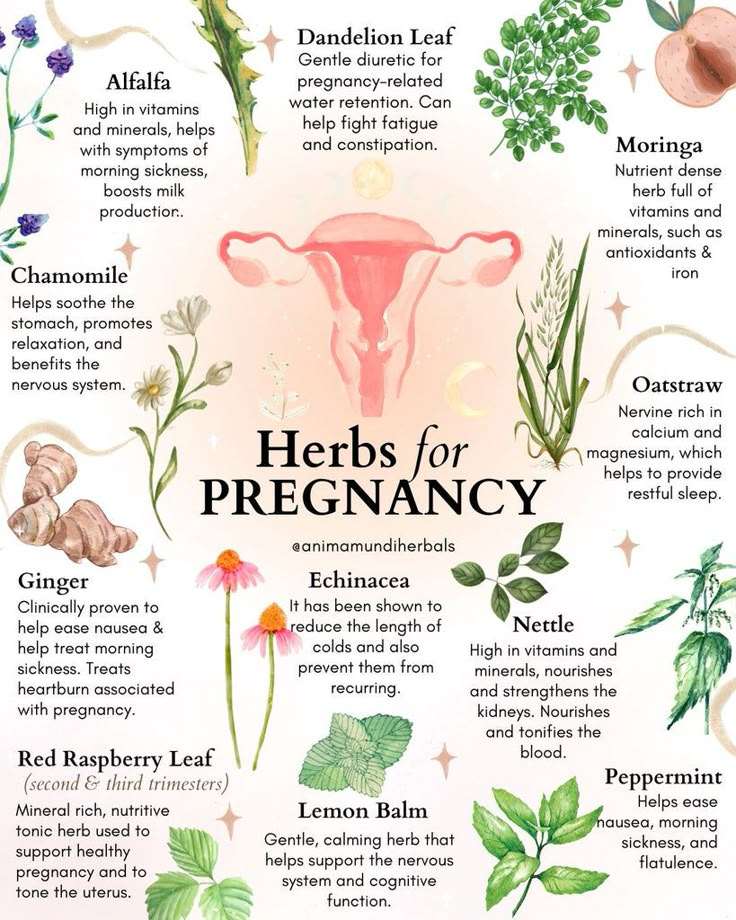 Dandelion Leaf
Gentle diuretic for
pregnancy-related
water retention. Can
help fight fatigue
and constipation.
Alfalfa
High in vitamins
and minerals, helps
with symptoms of
morning sickness,
boosts milk
production.
Moringa
Nutrient dense
herb full of
vitamins and
minerals, such as
antioxidants &
iron
Chamomile
Helps soothe the
stomach, promotes
relaxation, and
benefits the
nervous system.
Oatstraw
Nervine rich in
calcium and
magnesium, which
helps to provide
restful sleep.
Herbs for
PREGNANCY
@animamundiherbals
Ginger
Clinically proven to
help ease nausea &
help treat morning
sickness. Treats
heartburn associated
with pregnancy.
Echinacea
It has been shown to
reduce the length of
colds and also
prevent them from
recurring.
Nettle
High in vitamins and
minerals, nourishes
and strengthens the
kidneys. Nourishes
and tonifies the
blood.
Red Raspberry Leaf
(second & third trimesters)
Mineral rich, nutritive
tonic herb used to
support healthy
pregnancy and to
tone the uterus.
Lemon Balm
Gentle, calming herb that
helps support the nervous
system and cognitive
function.
Peppermint
Helps ease
nausea, morning
sickness, and
flatulence.